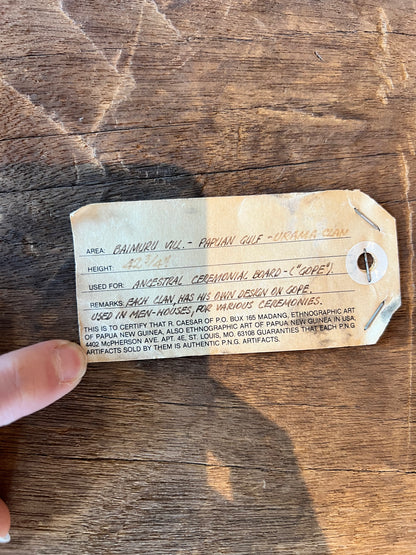 AREA: BAIMURU VILL. - PAPUAN GULF - URAMA CLAN
HEIGHT: 42 3/4"
USED FOR: ANCESTRAL CEREMONIAL BOARD - ("GOPE").
REMARKS: EACH CLAN HAS HIS OWN DESIGN ON GOPE.
USED IN MEN-HOUSES, FOR VARIOUS CEREMONIES.
THIS IS TO CERTIFY THAT R. CAESAR OF P.O. BOX 165 MADANG, ETHNOGRAPHIC ART
OF PAPUA NEW GUINEA, ALSO ETHNOGRAPHIC ART OF PAPUA NEW GUINEA IN USA,
4402 McPHERSON AVE. APT. 4E, ST. LOUIS, MO. 63108 GUARANTIES THAT EACH P.N.G
ARTIFACTS SOLD BY THEM IS AUTHENTIC P.N.G. ARTIFACTS.